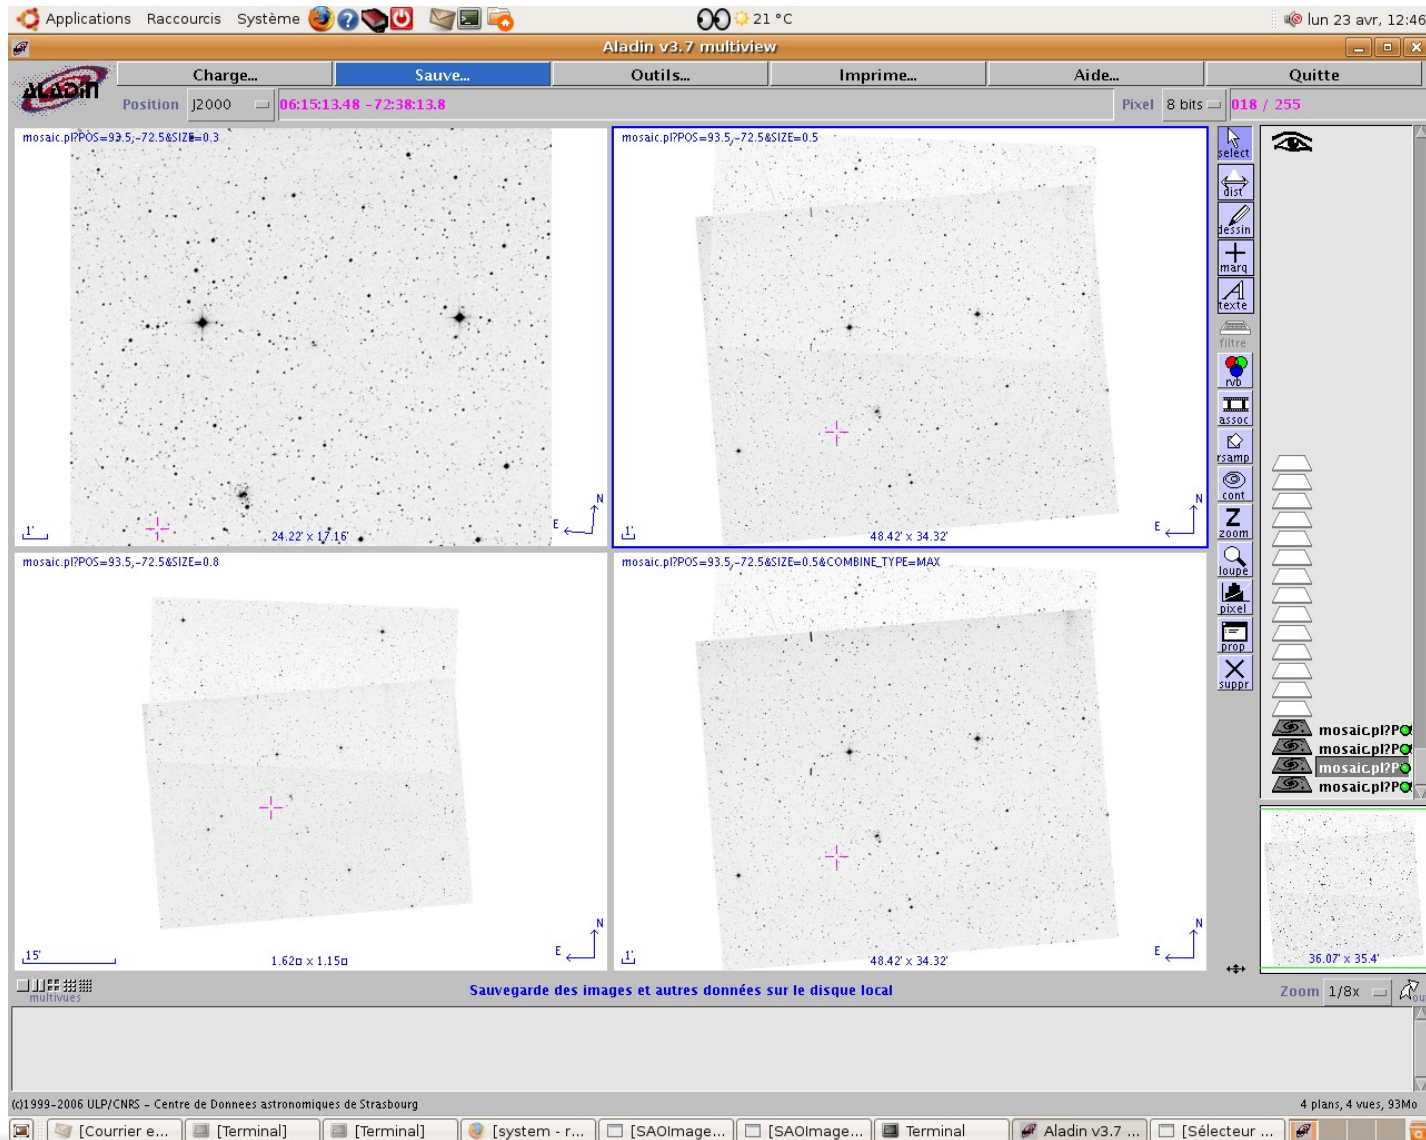 Applications Raccourcis Système 21 °C lun 23 avr, 12:46
Aladin v3.7 multiview
ALADIN Charge... Sauve... Outils... Imprime... Aide... Quitte
Position J2000 06:15:13.48 -72:38:13.8 Pixel 8 bits 018 / 255
mosaic.pl?POS=93.5,-72.5&SIZE=0.3
1'
24.22' x 17.16'
N
E
mosaic.pl?POS=93.5,-72.5&SIZE=0.5
1'
48.42' x 34.32'
N
E
mosaic.pl?POS=93.5,-72.5&SIZE=0.8
15'
1.62□ x 1.15□
N
E
mosaic.pl?POS=93.5,-72.5&SIZE=0.5&COMBINE_TYPE=MAX
1'
48.42' x 34.32'
N
E
select
dist
dessin
marq
texte
filtre
rvb
assoc
rsamp
cont
zoom
loupe
pixel
prop
suppr
mosaic.pl?P
mosaic.pl?P
mosaic.pl?P
mosaic.pl?P
36.07' x 35.4'
multivues
Sauvegarde des images et autres données sur le disque local
Zoom 1/8x
(c)1999-2006 ULP/CNRS - Centre de Donnees astronomiques de Strasbourg
4 plans, 4 vues, 93Mo
[Courrier e... [Terminal] [Terminal] [system - r... [SAOImage... [SAOImage... Terminal Aladin v3.7 ... [Sélecteur ...